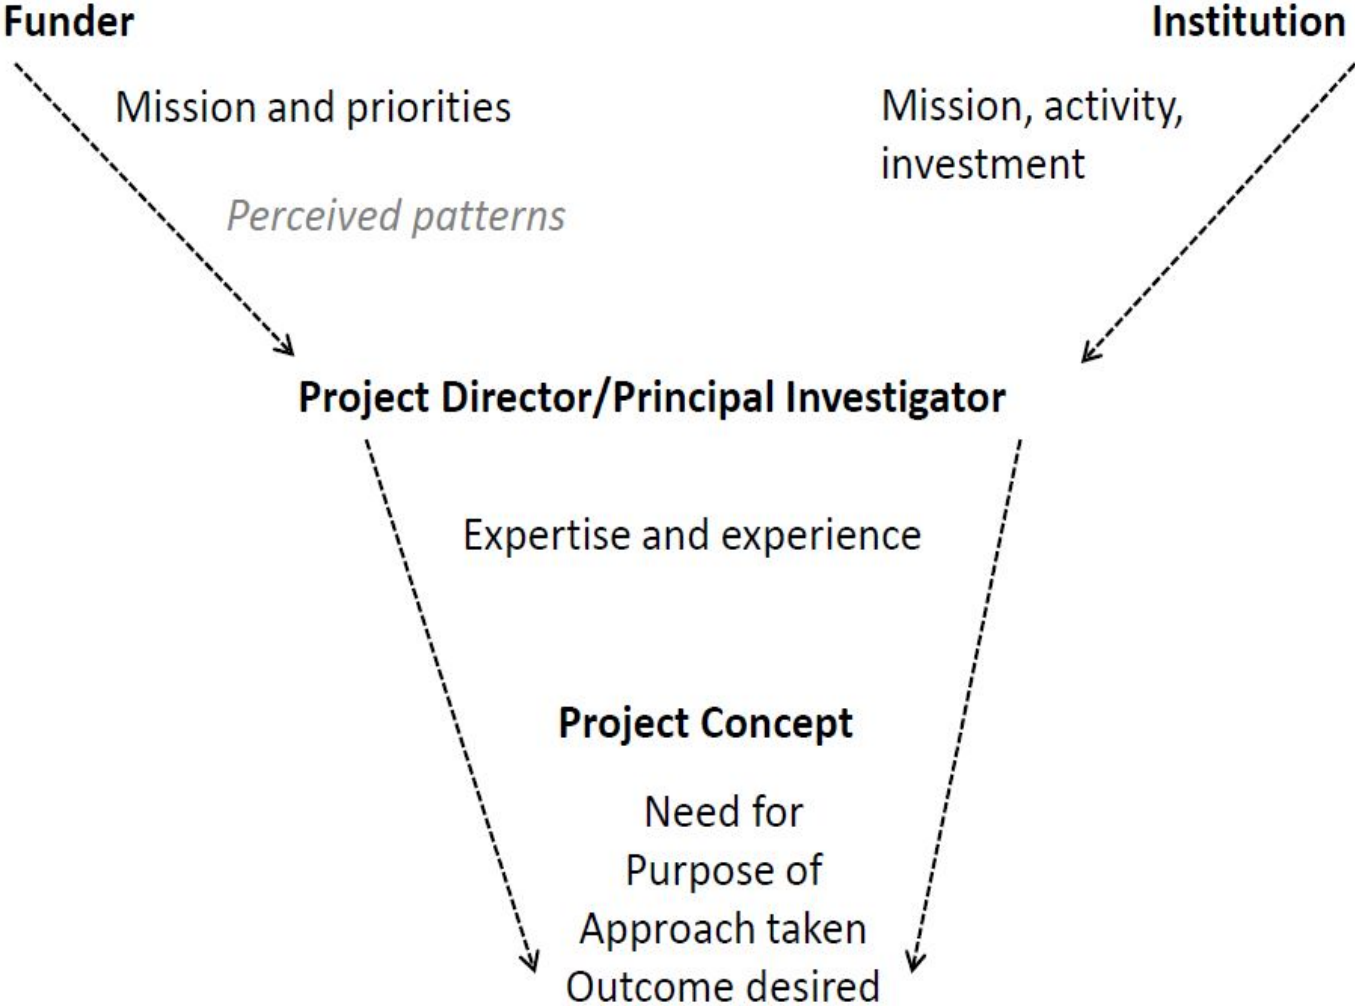 Funder
Institution
Mission and priorities
Mission, activity,
investment
Perceived patterns
Project Director/Principal Investigator
Expertise and experience
Project Concept
Need for
Purpose of
Approach taken
Outcome desired